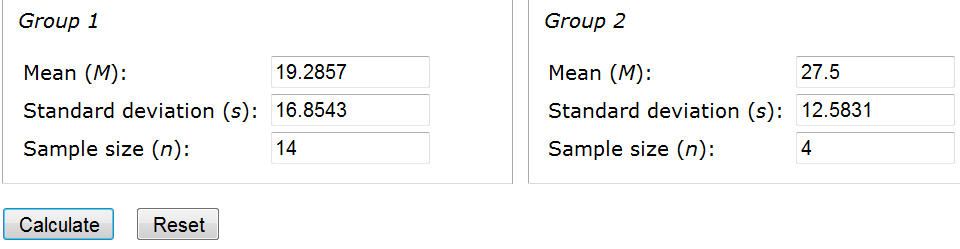 Group 1
Mean (M): 19.2857
Standard deviation (s): 16.8543
Sample size (n): 14
Group 2
Mean (M): 27.5
Standard deviation (s): 12.5831
Sample size (n): 4
Calculate Reset